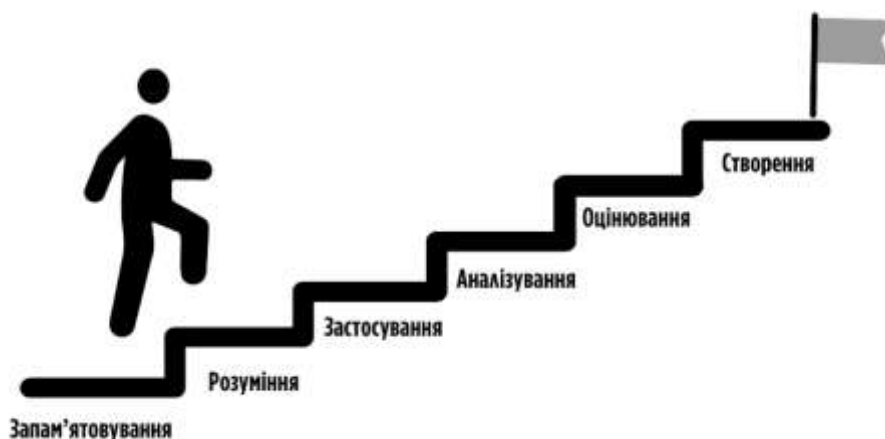 Створення
Оцінювання
Аналізування
Застосування
Розуміння
Запам’ятовування